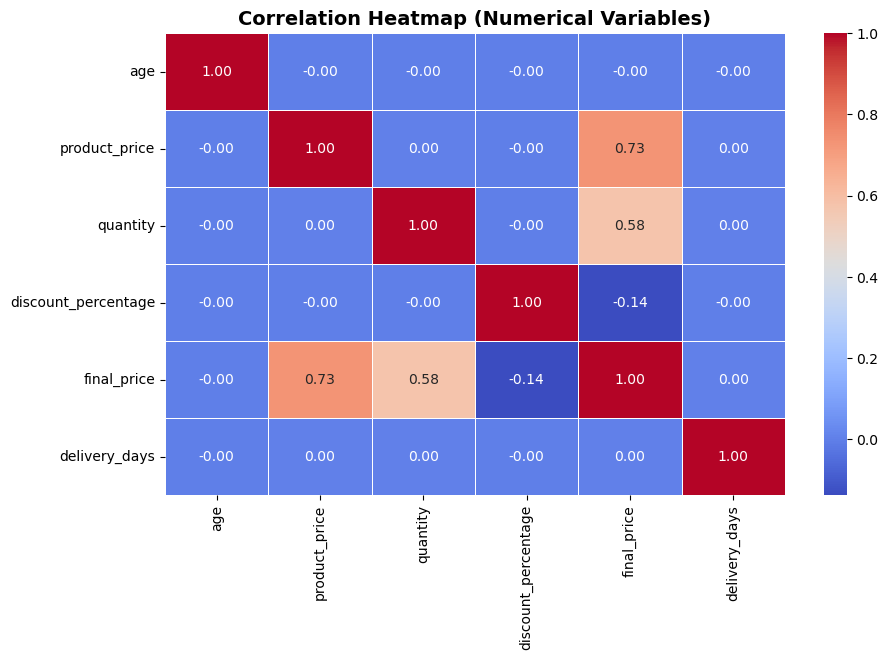 Correlation Heatmap (Numerical Variables)
age 1.00 -0.00 -0.00 -0.00 -0.00 -0.00
product_price -0.00 1.00 0.00 -0.00 0.73 0.00
quantity -0.00 0.00 1.00 -0.00 0.58 0.00
discount_percentage -0.00 -0.00 -0.00 1.00 -0.14 -0.00
final_price -0.00 0.73 0.58 -0.14 1.00 0.00
delivery_days -0.00 0.00 0.00 -0.00 0.00 1.00
age
product_price
quantity
discount_percentage
final_price
delivery_days
1.0
0.8
0.6
0.4
0.2
0.0